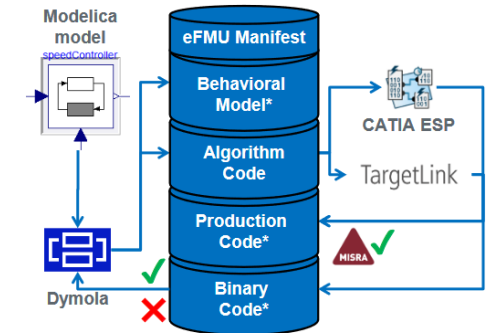 Modelica
model
speedController
Dymola
eFMU Manifest
Behavioral
Model*
Algorithm
Code
Production
Code*
Binary
Code*
CATIA ESP
TargetLink
MISRA